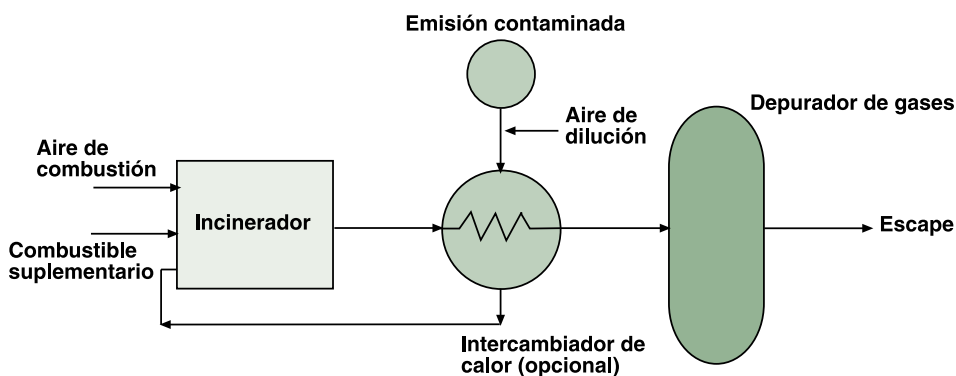 Emisión contaminada
Depurador de gases
Aire de
dilución
Aire de
combustión
Incinerador
Escape
Combustible
suplementario
Intercambiador de
calor (opcional)